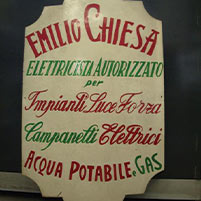 EMILIO CHIESA
ELETTRICISTA AUTORIZZATO
per
Impianti Luce Forza
Campanelli Elettrici
ACQUA POTABILE e GAS